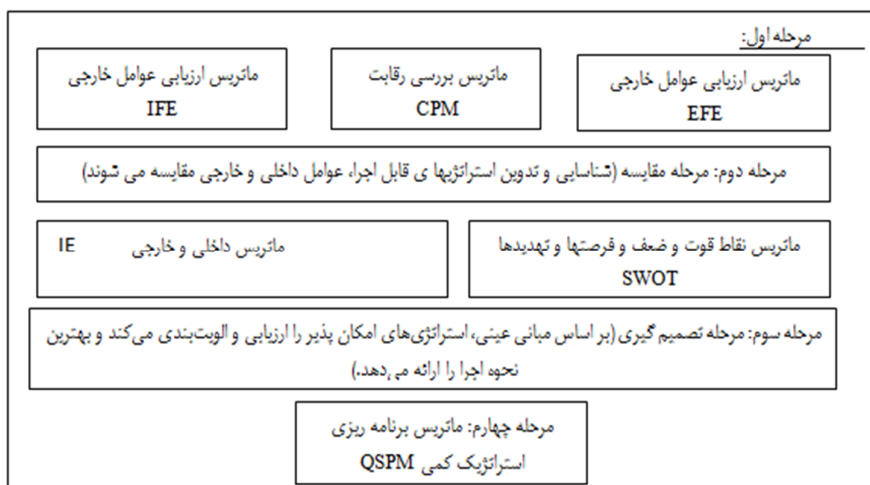 مرحله اول:
ماتریس ارزیابی عوامل خارجی
EFE
ماتریس بررسی رقابت
CPM
ماتریس ارزیابی عوامل خارجی
IFE
مرحله دوم: مرحله مقایسه (شناسایی و تدوین استراتژیها ی قابل اجرا، عوامل داخلی و خارجی مقایسه می شوند)
ماتریس نقاط قوت و ضعف و فرصتها و تهدیدها
SWOT
ماتریس داخلی و خارجی IE
مرحله سوم: مرحله تصمیم گیری (بر اساس مبانی عینی، استراتژی‌های امکان پذیر را ارزیابی و الویت‌بندی می‌کند و بهترین
نحوه اجرا را ارائه می‌دهد.)
مرحله چهارم: ماتریس برنامه ریزی
استراتژیک کمی QSPM